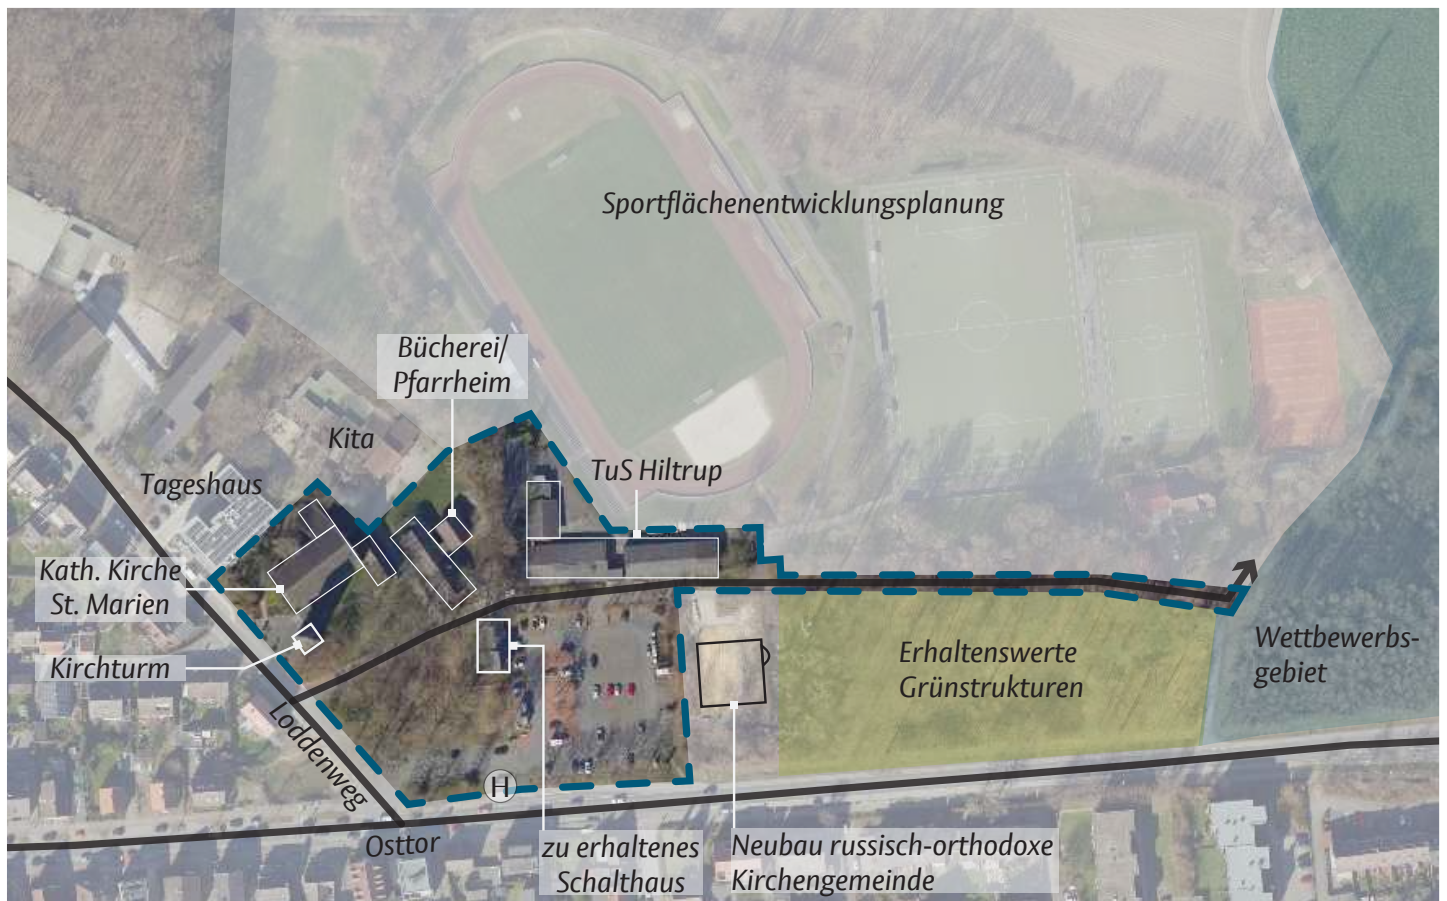 Sportflächenentwicklungsplanung
Bücherei/
Pfarrheim
Kita
TuS Hiltrup
Tageshaus
Kath. Kirche
St. Marien
Kirchturm
Erhaltenswerte
Grünstrukturen
Wettbewerbs-
gebiet
Loddenweg
H
Osttor
zu erhaltenes
Schalthaus
Neubau russisch-orthodoxe
Kirchengemeinde